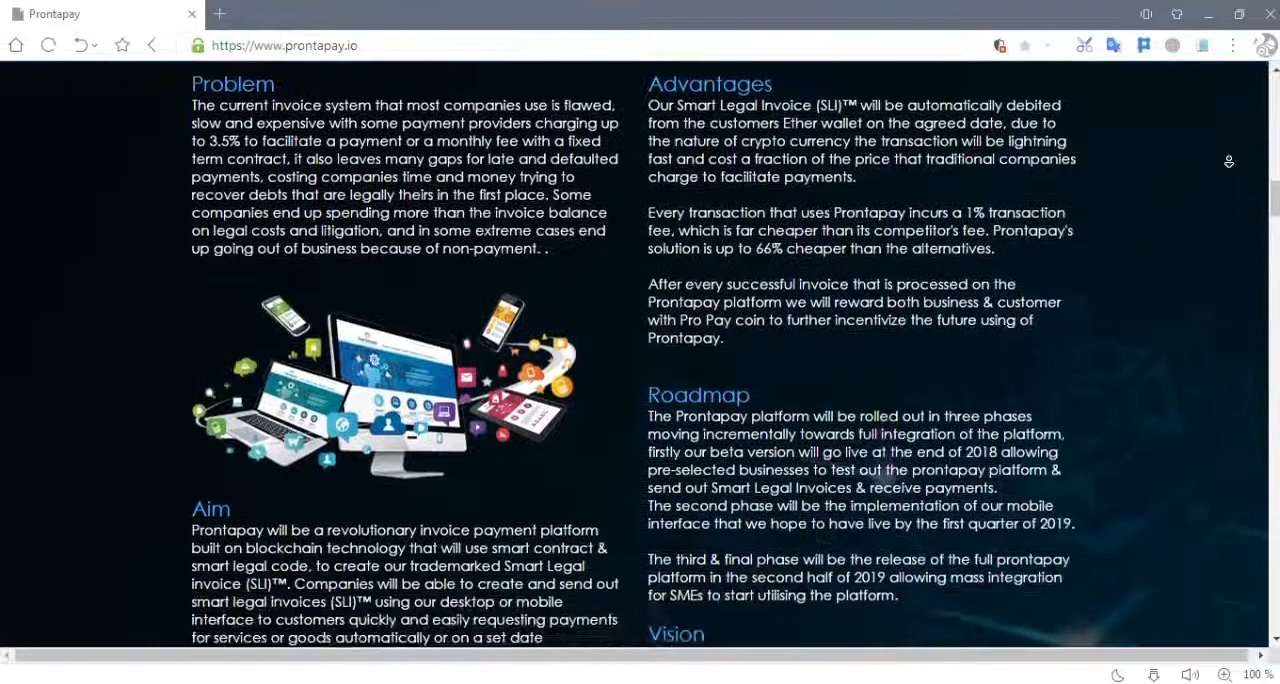 Prontapay
https://www.prontapay.io
Problem
The current invoice system that most companies use is flawed,
slow and expensive with some payment providers charging up
to 3.5% to facilitate a payment or a monthly fee with a fixed
term contract, it also leaves many gaps for late and defaulted
payments, costing companies time and money trying to
recover debts that are legally theirs in the first place. Some
companies end up spending more than the invoice balance
on legal costs and litigation, and in some extreme cases end
up going out of business because of non-payment. .
Aim
Prontapay will be a revolutionary invoice payment platform
built on blockchain technology that will use smart contract &
smart legal code, to create our trademarked Smart Legal
invoice (SLI)™. Companies will be able to create and send out
smart legal invoices (SLI)™ using our desktop or mobile
interface to customers quickly and easily requesting payments
for services or goods automatically or on a set date
Advantages
Our Smart Legal Invoice (SLI)™ will be automatically debited
from the customers Ether wallet on the agreed date, due to
the nature of crypto currency the transaction will be lightning
fast and cost a fraction of the price that traditional companies
charge to facilitate payments.
Every transaction that uses Prontapay incurs a 1% transaction
fee, which is far cheaper than its competitor's fee. Prontapay's
solution is up to 66% cheaper than the alternatives.
After every successful invoice that is processed on the
Prontapay platform we will reward both business & customer
with Pro Pay coin to further incentivize the future using of
Prontapay.
Roadmap
The Prontapay platform will be rolled out in three phases
moving incrementally towards full integration of the platform,
firstly our beta version will go live at the end of 2018 allowing
pre-selected businesses to test out the prontapay platform &
send out Smart Legal Invoices & receive payments.
The second phase will be the implementation of our mobile
interface that we hope to have live by the first quarter of 2019.
The third & final phase will be the release of the full prontapay
platform in the second half of 2019 allowing mass integration
for SMEs to start utilising the platform.
Vision
100 %